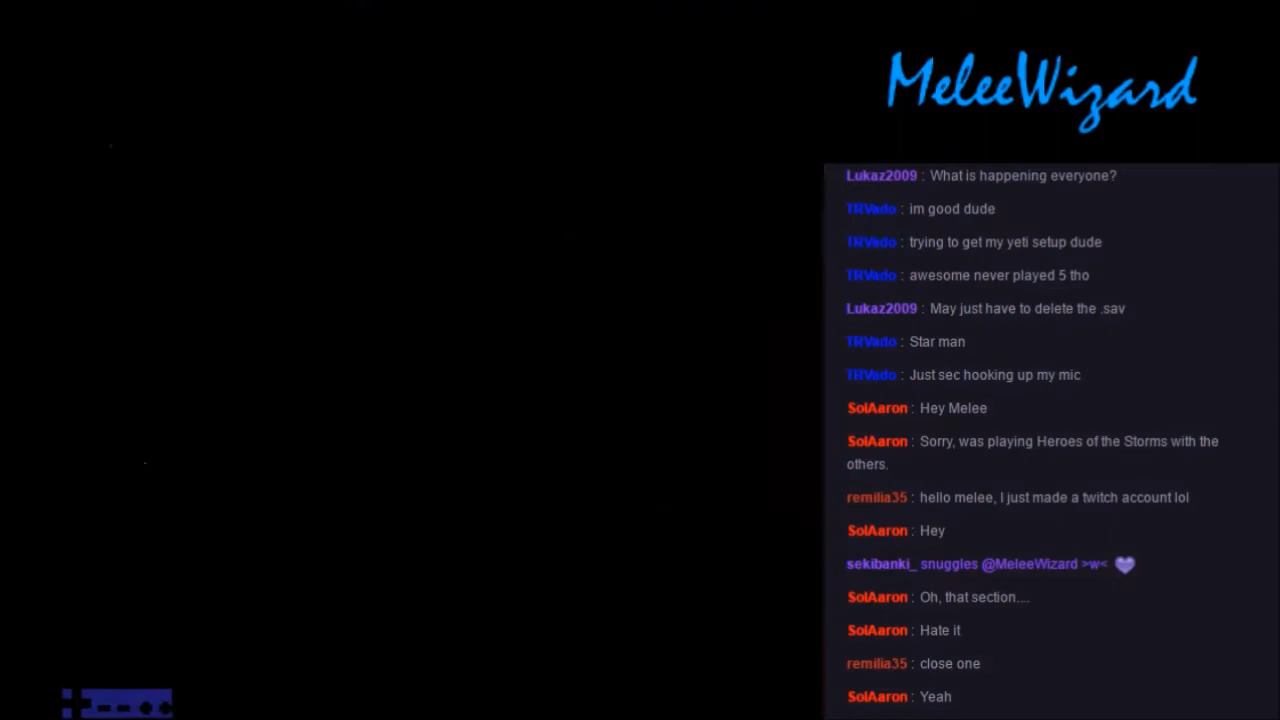 MeleeWizard
Lukaz2009 : What is happening everyone?
TRVado : im good dude
TRVado : trying to get my yeti setup dude
TRVado : awesome never played 5 tho
Lukaz2009 : May just have to delete the .sav
TRVado : Star man
TRVado : Just sec hooking up my mic
SolAaron : Hey Melee
SolAaron : Sorry, was playing Heroes of the Storms with the
others.
remilia35 : hello melee, I just made a twitch account lol
SolAaron : Hey
sekibanki_ snuggles @MeleeWizard >w<
SolAaron : Oh, that section....
SolAaron : Hate it
remilia35 : close one
SolAaron : Yeah